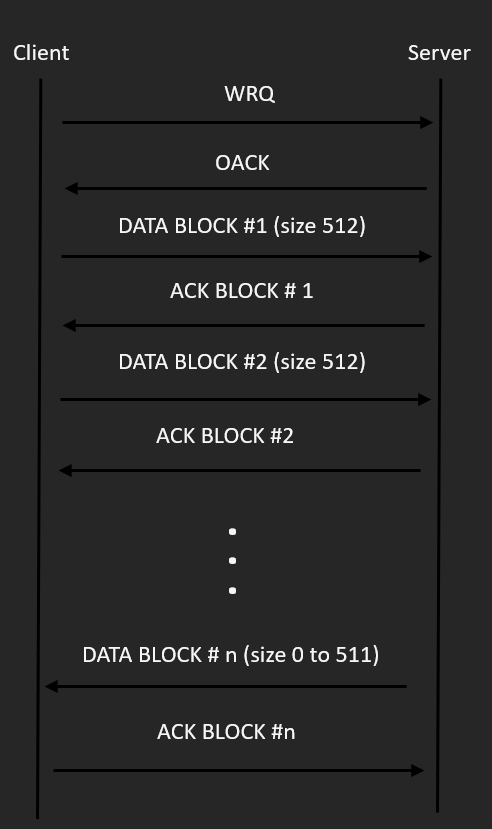 Client
Server
WRQ
OACK
DATA BLOCK #1 (size 512)
ACK BLOCK # 1
DATA BLOCK #2 (size 512)
ACK BLOCK #2
DATA BLOCK # n (size 0 to 511)
ACK BLOCK #n